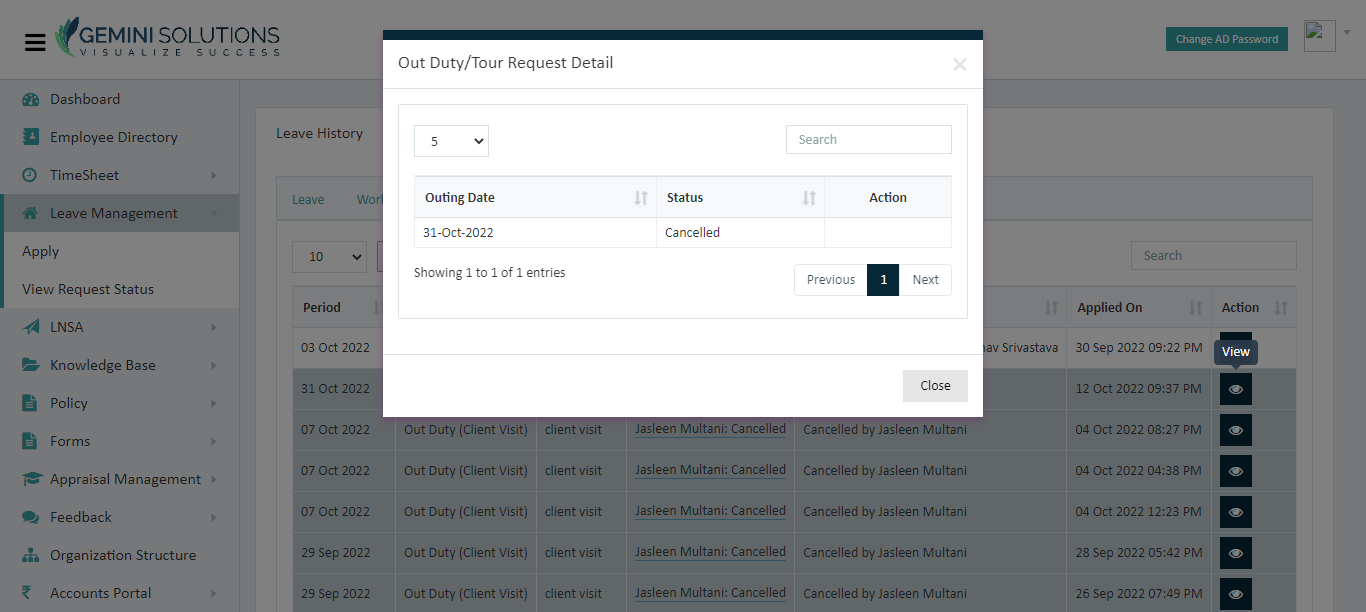 GEMINI SOLUTIONS
VISUALIZE SUCCESS
Change AD Password
Dashboard
Employee Directory
TimeSheet
Leave Management
Apply
View Request Status
LNSA
Knowledge Base
Policy
Forms
Appraisal Management
Feedback
Organization Structure
Accounts Portal
Out Duty/Tour Request Detail
×
5
Search
Outing Date Status Action
31-Oct-2022 Cancelled
Showing 1 to 1 of 1 entries
Previous 1 Next
Close
Leave History
Leave
10
Search
Period Applied On Action
03 Oct 2022 Srivastava 30 Sep 2022 09:22 PM
View
31 Oct 2022 12 Oct 2022 09:37 PM
07 Oct 2022 Out Duty (Client Visit) client visit Jasleen Multani: Cancelled Cancelled by Jasleen Multani 04 Oct 2022 08:27 PM
07 Oct 2022 Out Duty (Client Visit) client visit Jasleen Multani: Cancelled Cancelled by Jasleen Multani 04 Oct 2022 04:38 PM
07 Oct 2022 Out Duty (Client Visit) client visit Jasleen Multani: Cancelled Cancelled by Jasleen Multani 04 Oct 2022 12:23 PM
29 Sep 2022 Out Duty (Client Visit) client visit Jasleen Multani: Cancelled Cancelled by Jasleen Multani 28 Sep 2022 05:42 PM
29 Sep 2022 Out Duty (Client Visit) client visit Jasleen Multani: Cancelled Cancelled by Jasleen Multani 26 Sep 2022 07:49 PM